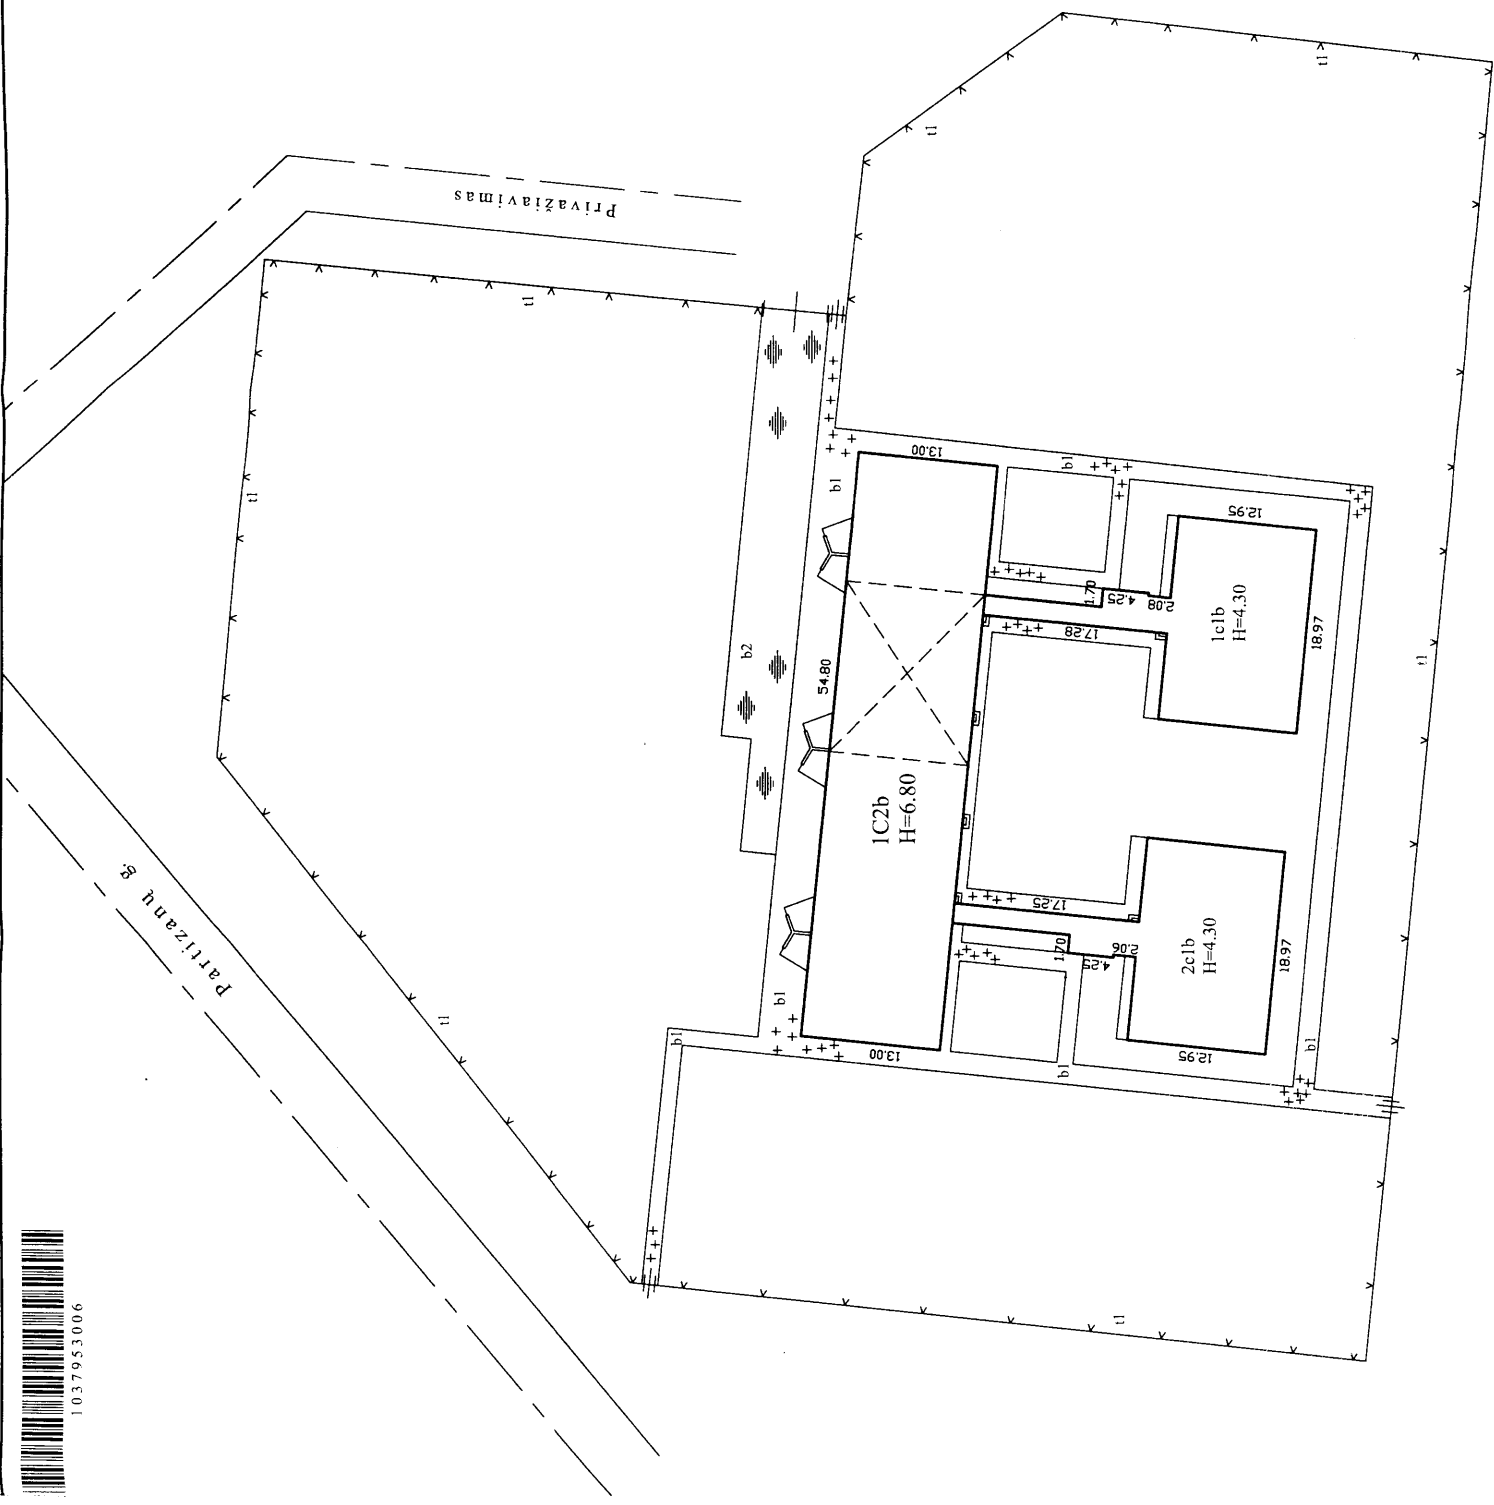 t1
t1
Privažiavimas
t1
t1
b1
13.00
b1
12.95
1.70
4.25
2.08
1c1b
H=4.30
18.97
17.28
b2
54.80
t1
1C2b
H=6.80
Partizanų g.
17.25
1.70
4.25
2.06
2c1b
H=4.30
18.97
b1
t1
b1
13.00
b1
12.95
b1
t1
1037953006